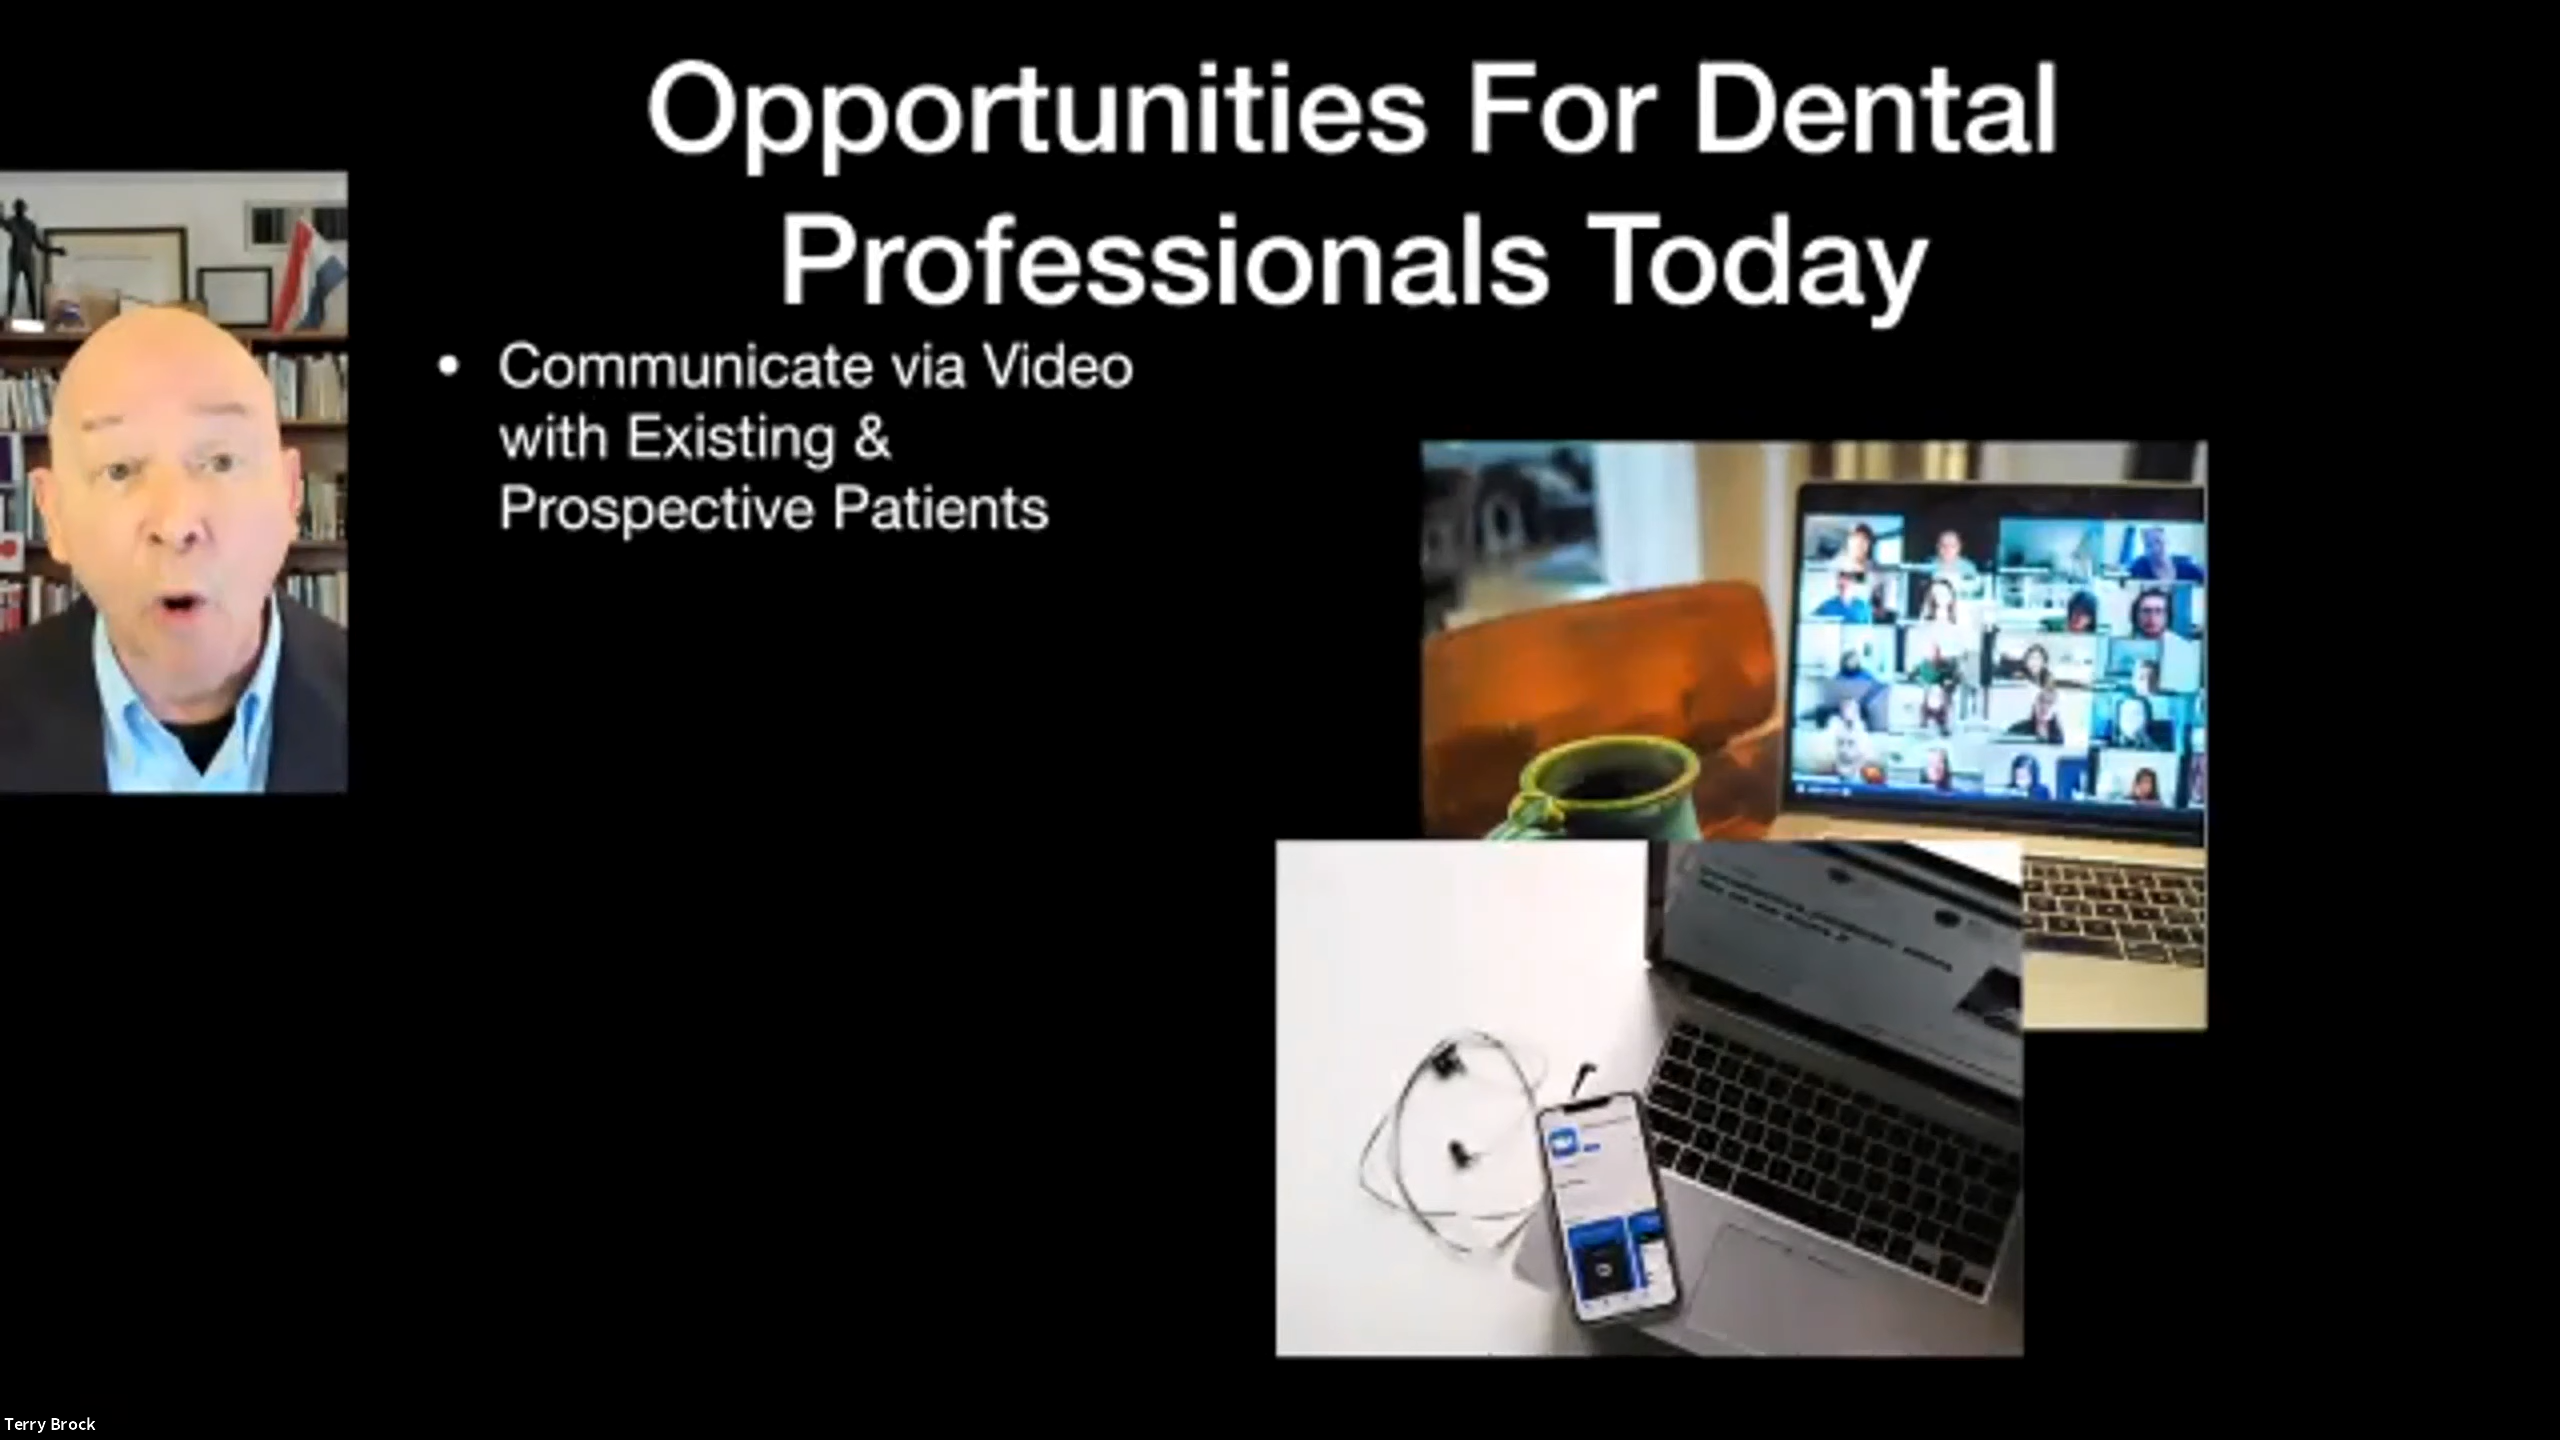 Opportunities For Dental
Professionals Today
• Communicate via Video
with Existing &
Prospective Patients
Terry Brock